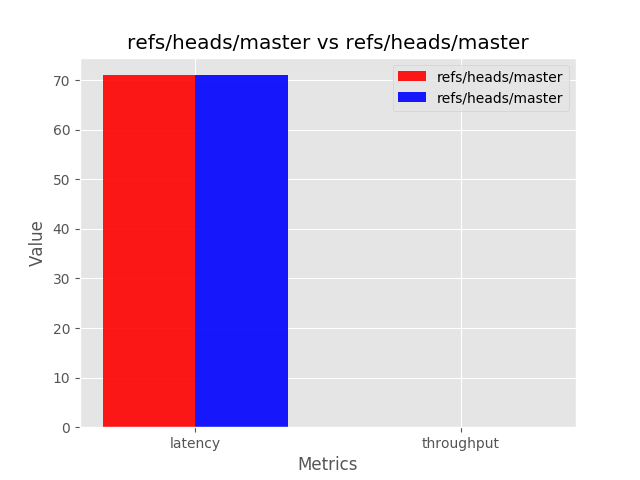 refs/heads/master vs refs/heads/master
refs/heads/master
refs/heads/master
Value
70
60
50
40
30
20
10
0
latency throughput
Metrics